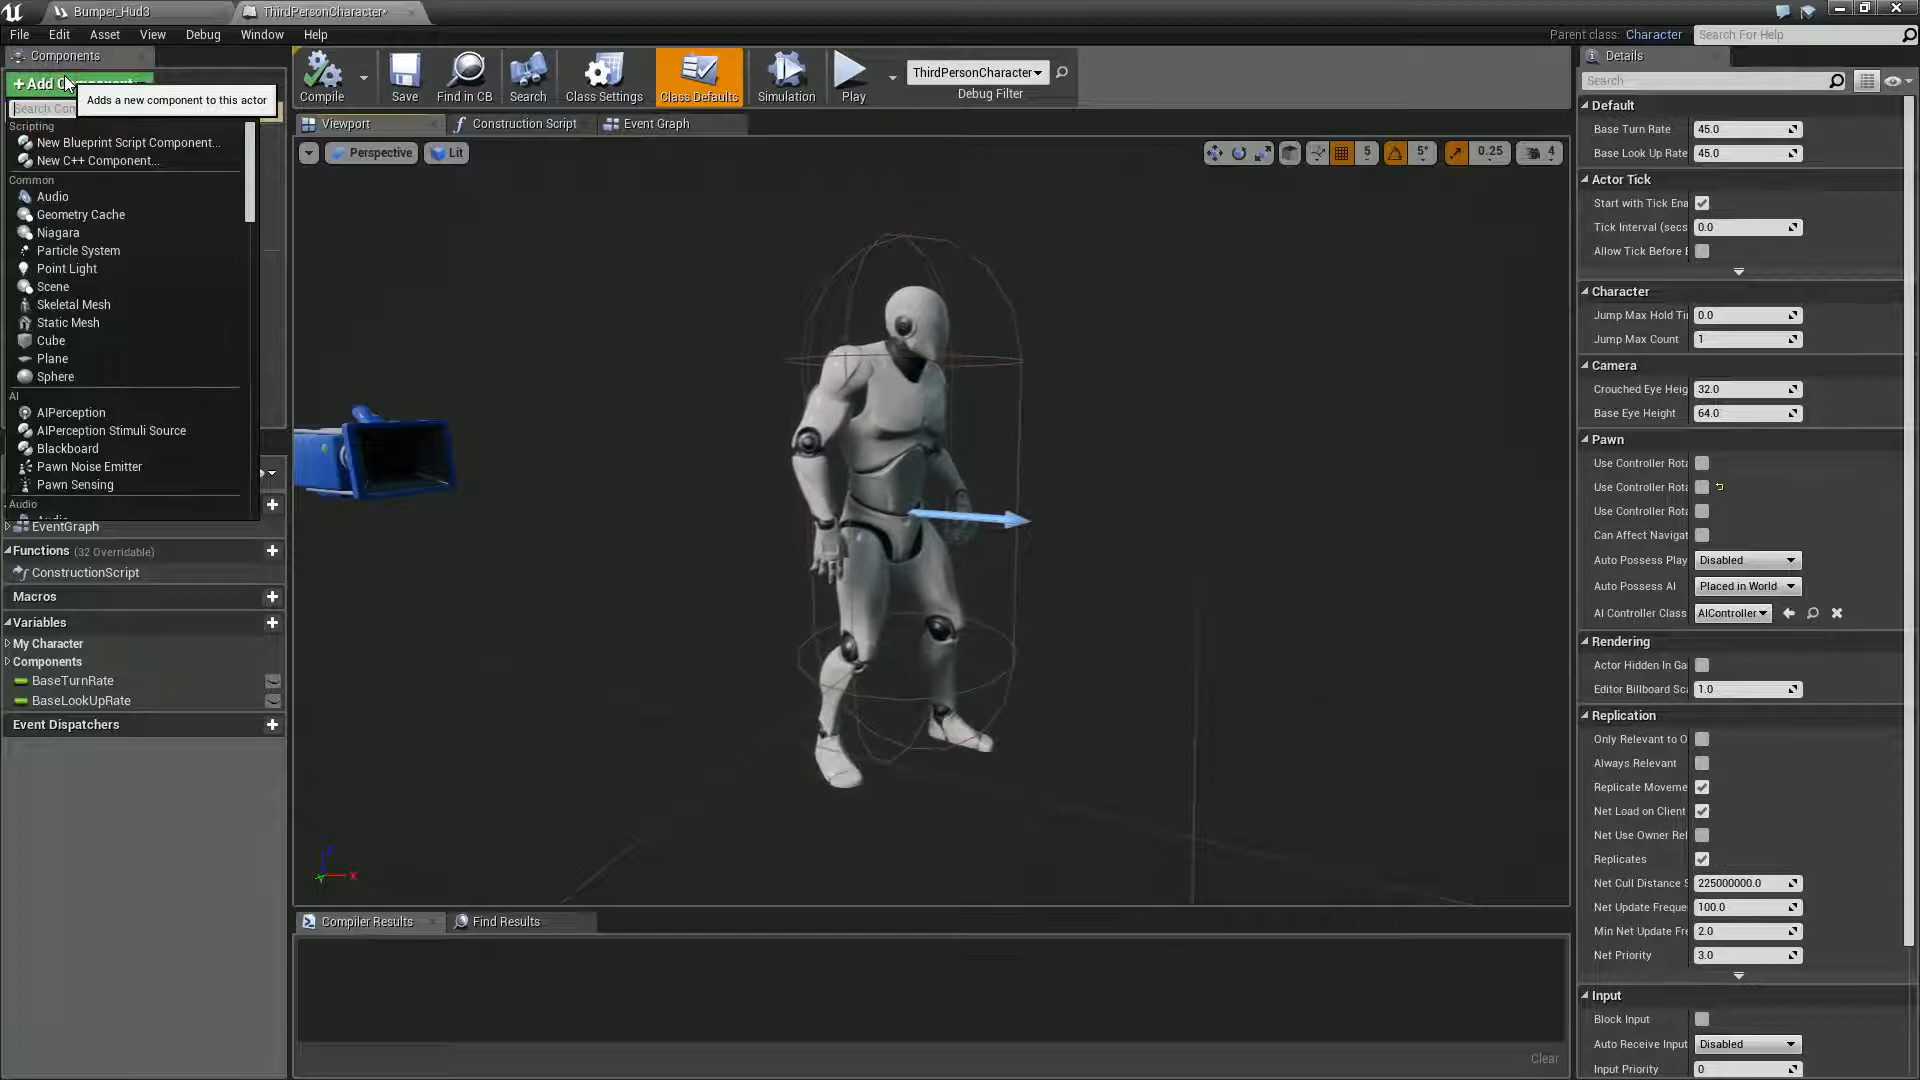 Bumper_Hud3
ThirdPersonCharacter*
File Edit Asset View Debug Window Help
Parent class: Character
Search For Help
Components
+Add
Adds a new component to this actor
Search Com
Scripting
New Blueprint Script Component...
New C++ Component...
Common
Audio
Geometry Cache
Niagara
Particle System
Point Light
Scene
Skeletal Mesh
Static Mesh
Cube
Plane
Sphere
AI
AIPerception
AIPerception Stimuli Source
Blackboard
Pawn Noise Emitter
Pawn Sensing
Audio
EventGraph
Functions (32 Overridable)
ConstructionScript
Macros
Variables
My Character
Components
BaseTurnRate
BaseLookUpRate
Event Dispatchers
Compile
Save
Find in CB
Search
Class Settings
Class Defaults
Simulation
Play
ThirdPersonCharacter
Debug Filter
Viewport
Construction Script
Event Graph
Perspective
Lit
5
5°
0.25
4
Z
X
Compiler Results
Find Results
Clear
Details
Search
Default
Base Turn Rate 45.0
Base Look Up Rate 45.0
Actor Tick
Start with Tick Ena
Tick Interval (secs 0.0
Allow Tick Before B
Character
Jump Max Hold Ti 0.0
Jump Max Count 1
Camera
Crouched Eye Heig 32.0
Base Eye Height 64.0
Pawn
Use Controller Rota
Use Controller Rota
Use Controller Rota
Can Affect Navigat
Auto Possess Play Disabled
Auto Possess AI Placed in World
AI Controller Class AIController
Rendering
Actor Hidden In Ga
Editor Billboard Sca 1.0
Replication
Only Relevant to O
Always Relevant
Replicate Moveme
Net Load on Client
Net Use Owner Rel
Replicates
Net Cull Distance S 225000000.0
Net Update Freque 100.0
Min Net Update Fre 2.0
Net Priority 3.0
Input
Block Input
Auto Receive Input Disabled
Input Priority 0